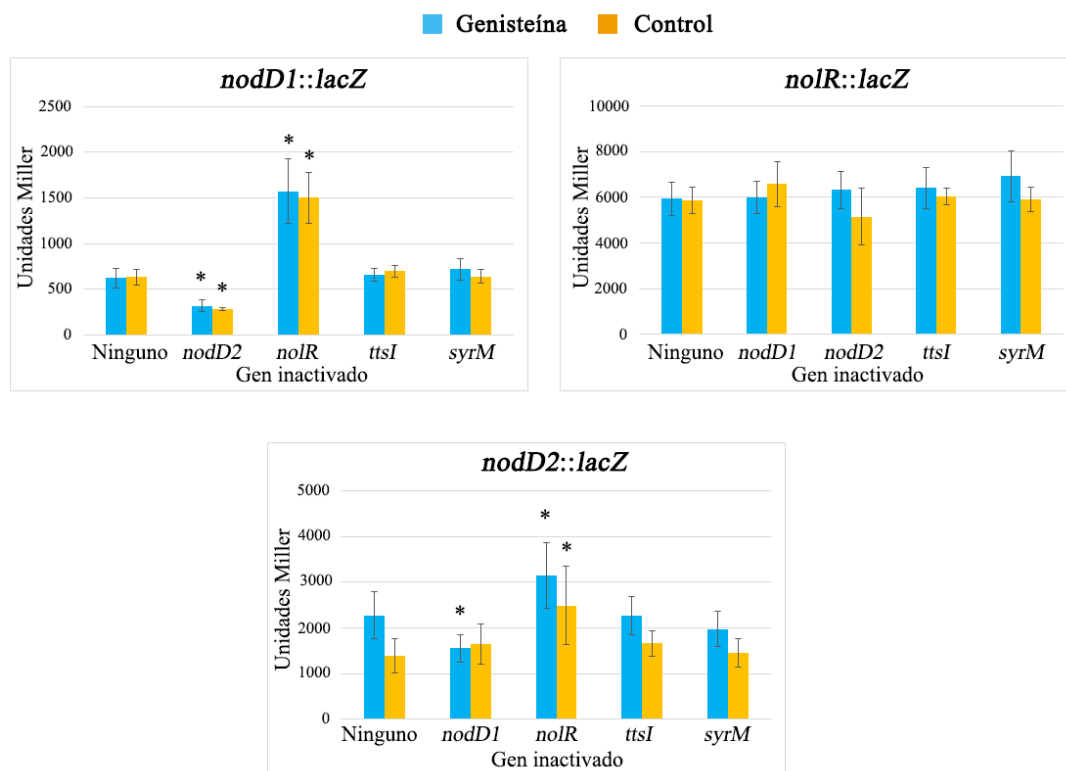 Genisteína Control
nodD1::lacZ
Unidades Miller
2500
2000
1500
1000
500
0
* * * *
Ninguno nodD2 nolR ttsI syrM
Gen inactivado
nolR::lacZ
Unidades Miller
10000
8000
6000
4000
2000
0
Ninguno nodD1 nodD2 ttsI syrM
Gen inactivado
nodD2::lacZ
Unidades Miller
5000
4000
3000
2000
1000
0
* * *
Ninguno nodD1 nolR ttsI syrM
Gen inactivado